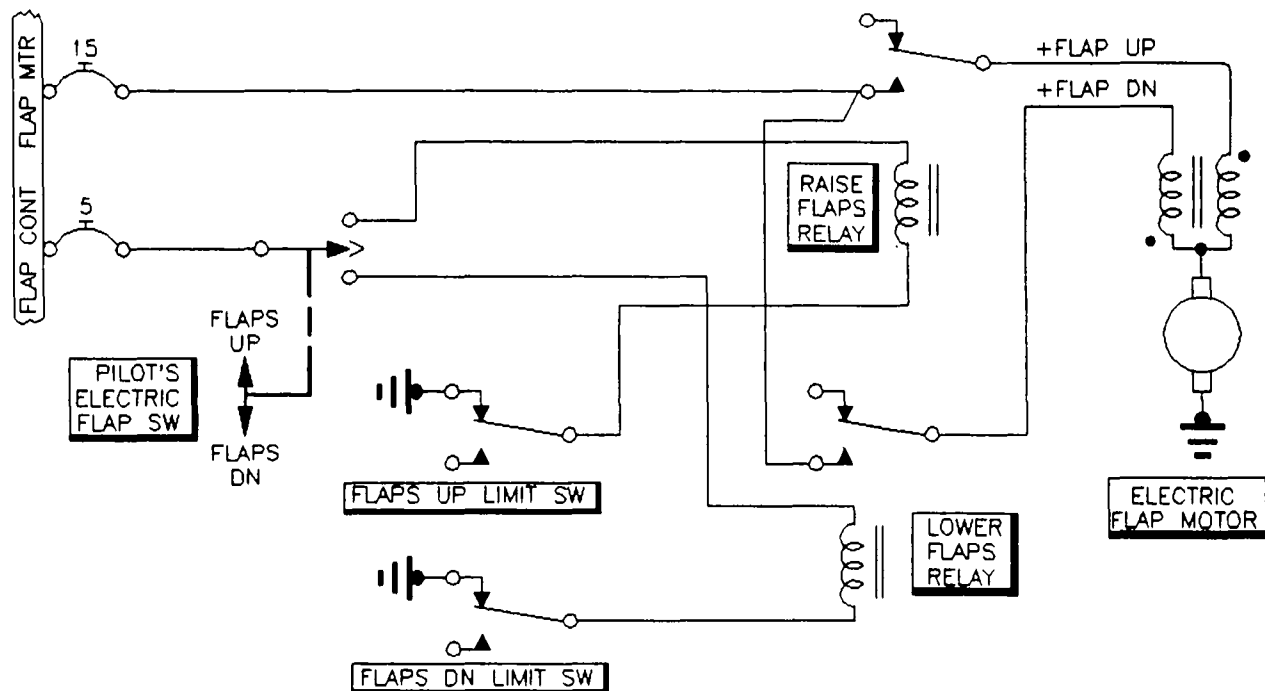 FLAP MTR
15
+FLAP UP
+FLAP DN
RAISE
FLAPS
RELAY
FLAP CONT
5
FLAPS
UP
PILOT'S
ELECTRIC
FLAP SW
FLAPS
DN
FLAPS UP LIMIT SW
ELECTRIC
FLAP MOTOR
LOWER
FLAPS
RELAY
FLAPS DN LIMIT SW